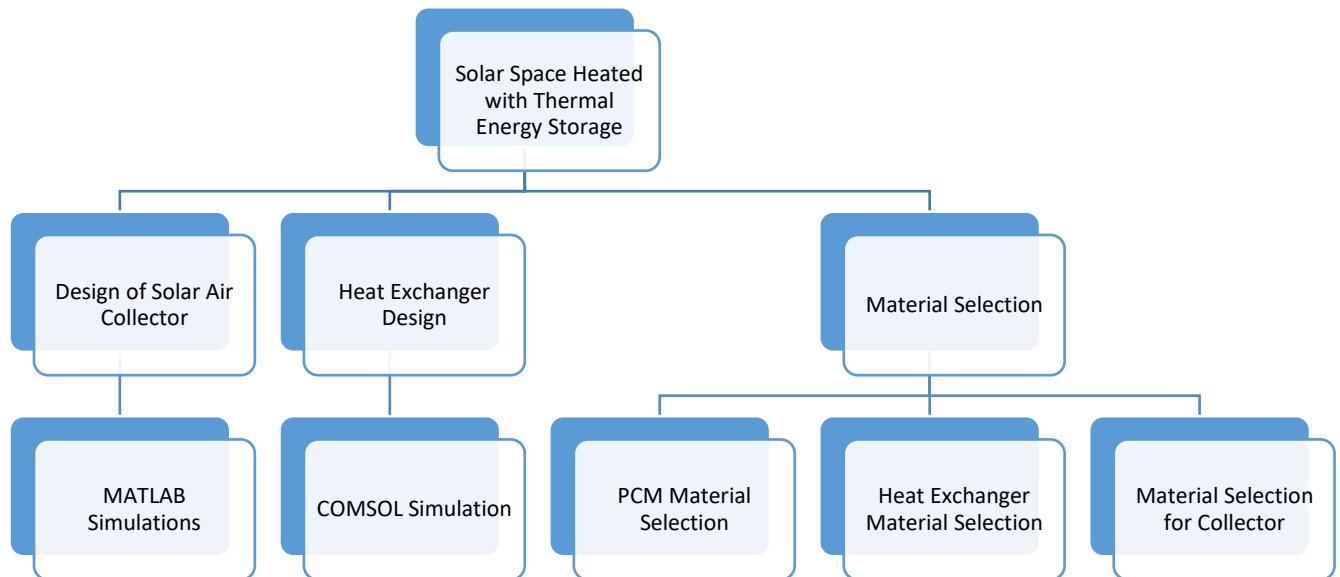 Solar Space Heated
with Thermal
Energy Storage
Design of Solar Air
Collector
Heat Exchanger
Design
Material Selection
MATLAB
Simulations
COMSOL Simulation
PCM Material
Selection
Heat Exchanger
Material Selection
Material Selection
for Collector